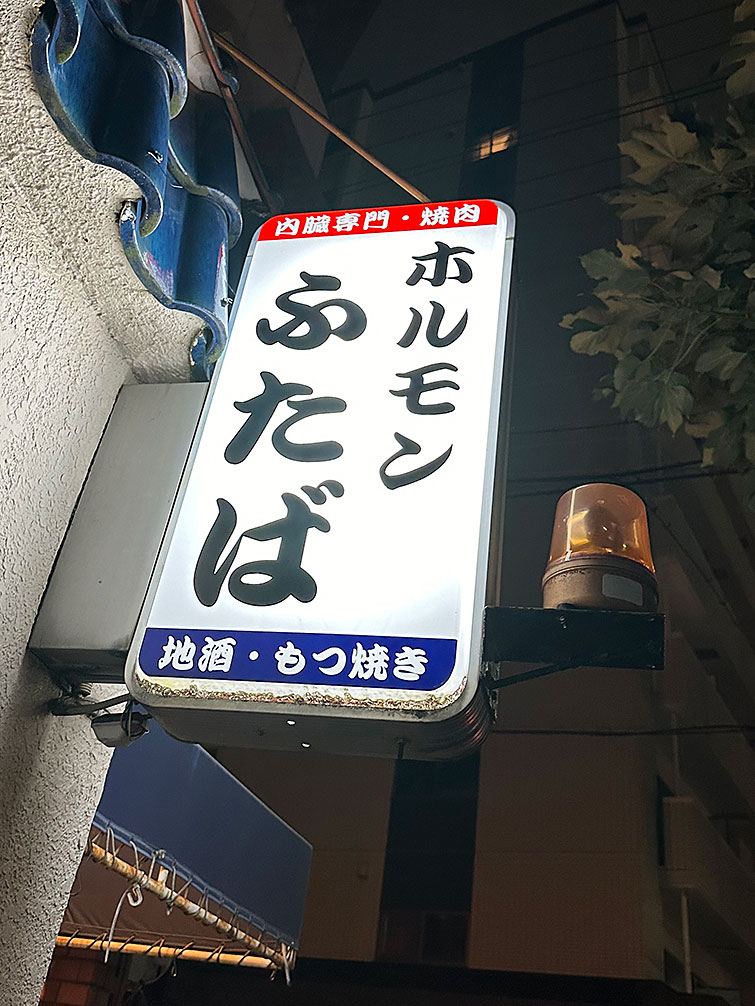 内臓専門・焼肉
ホルモン
ふたば
地酒・もつ焼き